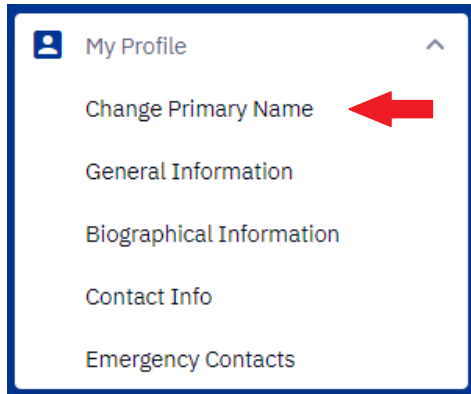 My Profile
Change Primary Name
General Information
Biographical Information
Contact Info
Emergency Contacts